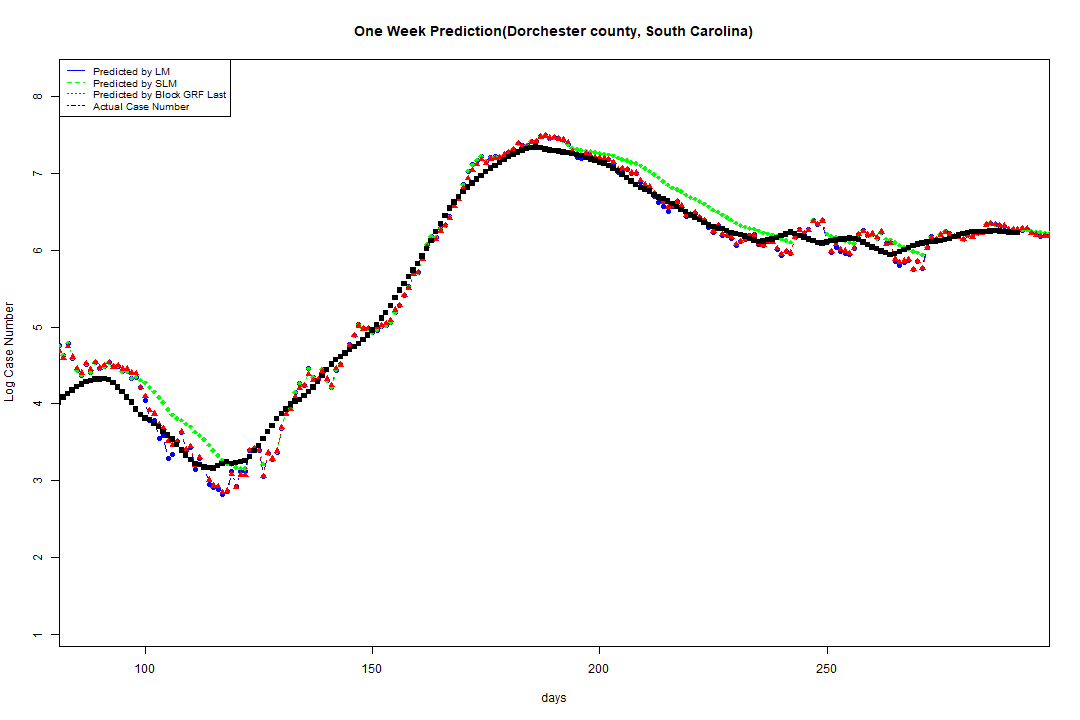 One Week Prediction(Dorchester county, South Carolina)
Predicted by LM
Predicted by SLM
Predicted by Block GRF Last
Actual Case Number
8
7
6
5
4
3
2
1
Log Case Number
100 150 200 250
days